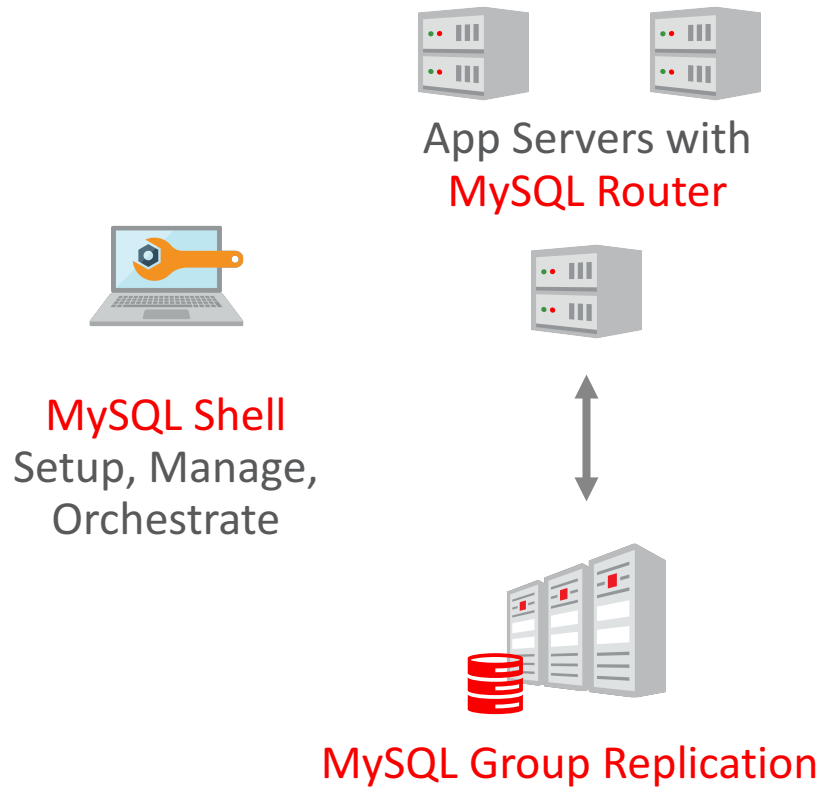 App Servers with
MySQL Router
MySQL Shell
Setup, Manage,
Orchestrate
MySQL Group Replication